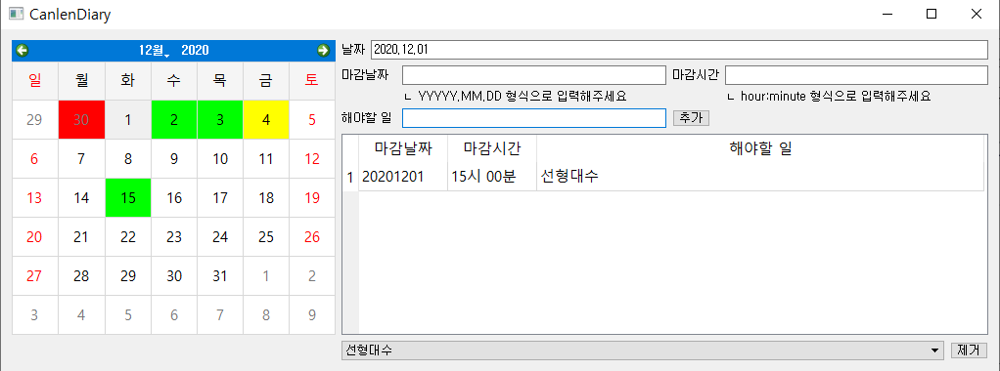 CanlenDiary
12월 2020
일 월 화 수 목 금 토
29 30 1 2 3 4 5
6 7 8 9 10 11 12
13 14 15 16 17 18 19
20 21 22 23 24 25 26
27 28 29 30 31 1 2
3 4 5 6 7 8 9
날짜 2020.12.01
마감날짜 마감시간
ㄴ YYYYY.MM.DD 형식으로 입력해주세요 ㄴ hour:minute 형식으로 입력해주세요
해야할 일 추가
마감날짜 마감시간 해야할 일
1 20201201 15시 00분 선형대수
선형대수 제거